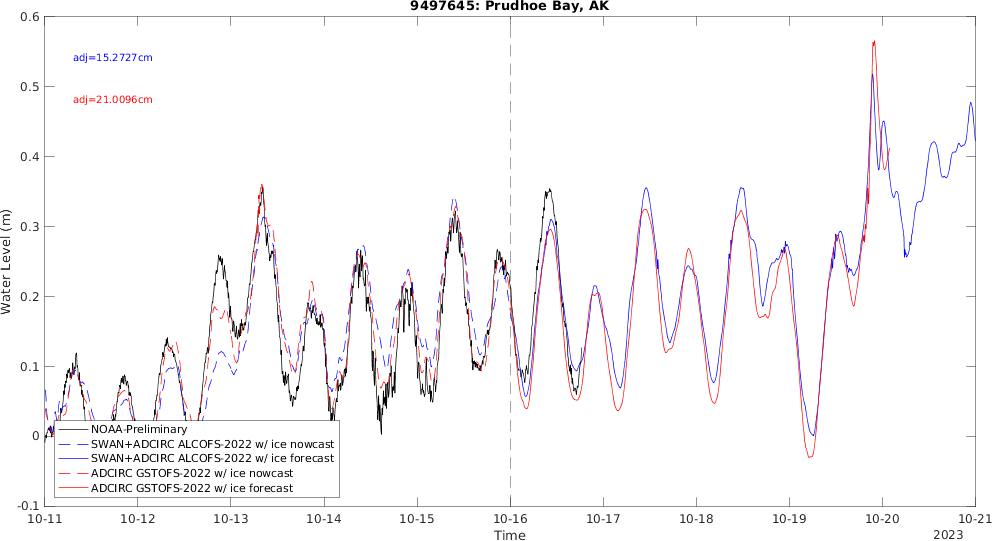 9497645: Prudhoe Bay, AK
0.6
adj=15.2727cm
0.5
adj=21.0096cm
0.4
0.3
Water Level (m)
0.2
0.1
0
NOAA-Preliminary
SWAN+ADCIRC ALCOFS-2022 w/ ice nowcast
SWAN+ADCIRC ALCOFS-2022 w/ ice forecast
ADCIRC GSTOFS-2022 w/ ice nowcast
ADCIRC GSTOFS-2022 w/ ice forecast
-0.1
10-11 10-12 10-13 10-14 10-15 10-16 10-17 10-18 10-19 10-20 10-21
Time
2023